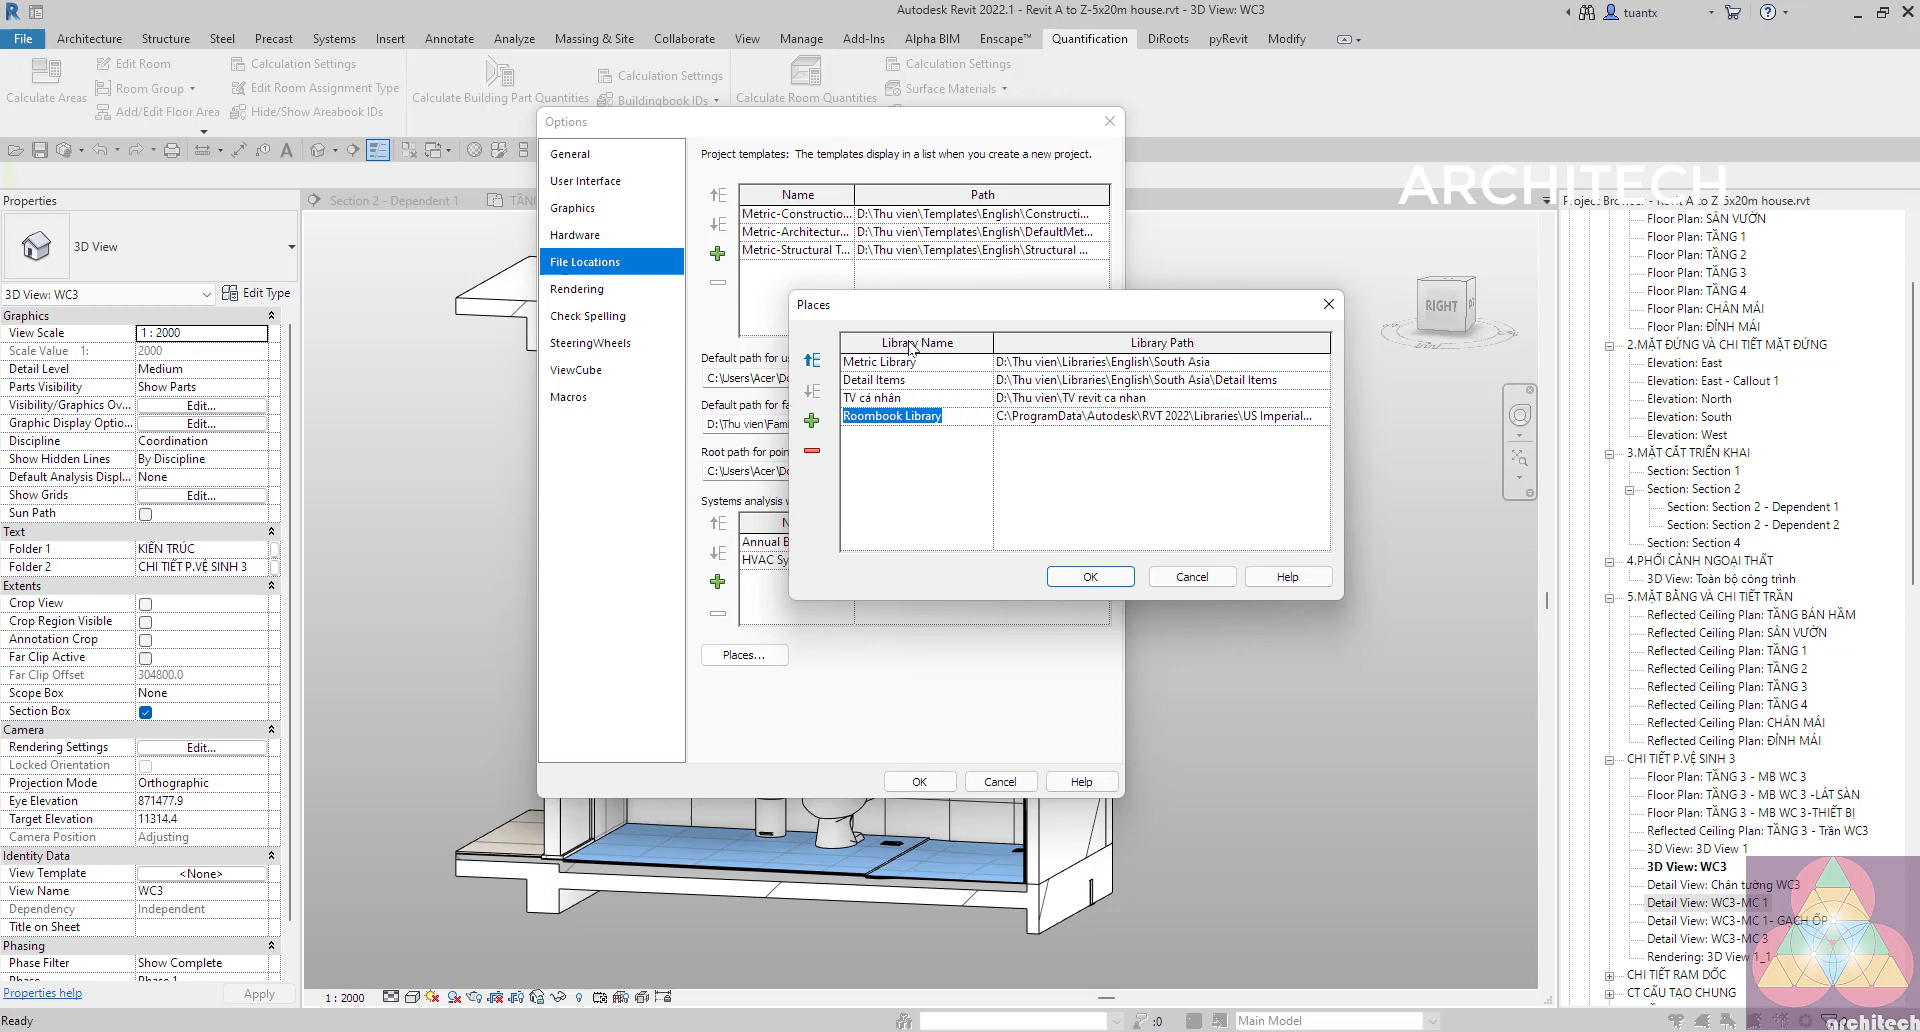 Autodesk Revit 2022.1 - Revit A to Z-5x20m house.rvt - 3D View: WC3
tuantx
File Architecture Structure Steel Precast Systems Insert Annotate Analyze Massing & Site Collaborate View Manage Add-Ins Alpha BIM Enscape™ Quantification DiRoots pyRevit Modify
Calculate Areas
Edit Room
Room Group
Add/Edit Floor Area
Calculation Settings
Edit Room Assignment Type
Hide/Show Areabook IDs
Calculate Building Part Quantities
Calculation Settings
Buildingbook IDs
Calculate Room Quantities
Calculation Settings
Surface Materials
ARCHITECH
Properties
3D View
3D View: WC3
Edit Type
Graphics
View Scale 1 : 2000
Scale Value 1: 2000
Detail Level Medium
Parts Visibility Show Parts
Visibility/Graphics Ov... Edit...
Graphic Display Optio... Edit...
Discipline Coordination
Show Hidden Lines By Discipline
Default Analysis Displ... None
Show Grids Edit...
Sun Path
Text
Folder 1 KIẾN TRÚC
Folder 2 CHI TIẾT P.VỆ SINH 3
Extents
Crop View
Crop Region Visible
Annotation Crop
Far Clip Active
Far Clip Offset 304800.0
Scope Box None
Section Box
Camera
Rendering Settings Edit...
Locked Orientation
Projection Mode Orthographic
Eye Elevation 871477.9
Target Elevation 11314.4
Camera Position Adjusting
Identity Data
View Template <None>
View Name WC3
Dependency Independent
Title on Sheet
Phasing
Phase Filter Show Complete
Properties help
Apply
Ready
Section 2 - Dependent 1
Options
General
User Interface
Graphics
Hardware
File Locations
Rendering
Check Spelling
SteeringWheels
ViewCube
Macros
Project templates: The templates display in a list when you create a new project.
Name Path
Metric-Constructio... D:\Thu vien\Templates\English\Constructi...
Metric-Architectur... D:\Thu vien\Templates\English\DefaultMet...
Metric-Structural T... D:\Thu vien\Templates\English\Structural ...
Default path for us
C:\Users\Acer\Do
Default path for fa
D:\Thu vien\Fami
Root path for poin
C:\Users\Acer\Do
Systems analysis
Annual B
HVAC Sy
Places...
OK Cancel Help
Places
Library Name Library Path
Metric Library D:\Thu vien\Libraries\English\South Asia
Detail Items D:\Thu vien\Libraries\English\South Asia\Detail Items
TV cá nhân D:\Thu vien\TV revit ca nhan
Roombook Library C:\ProgramData\Autodesk\RVT 2022\Libraries\US Imperial...
OK Cancel Help
RIGHT
1 : 2000
:0
Main Model
Project Browser - Revit A to Z-5x20m house.rvt
Floor Plan: SÂN VƯỜN
Floor Plan: TẦNG 1
Floor Plan: TẦNG 2
Floor Plan: TẦNG 3
Floor Plan: TẦNG 4
Floor Plan: CHÂN MÁI
Floor Plan: ĐỈNH MÁI
2.MẶT ĐỨNG VÀ CHI TIẾT MẶT ĐỨNG
Elevation: East
Elevation: East - Callout 1
Elevation: North
Elevation: South
Elevation: West
3.MẶT CẮT TRIỂN KHAI
Section: Section 1
Section: Section 2
Section: Section 2 - Dependent 1
Section: Section 2 - Dependent 2
Section: Section 4
4.PHỐI CẢNH NGOẠI THẤT
3D View: Toàn bộ công trình
5.MẶT BẰNG VÀ CHI TIẾT TRẦN
Reflected Ceiling Plan: TẦNG BÁN HẦM
Reflected Ceiling Plan: SÂN VƯỜN
Reflected Ceiling Plan: TẦNG 1
Reflected Ceiling Plan: TẦNG 2
Reflected Ceiling Plan: TẦNG 3
Reflected Ceiling Plan: TẦNG 4
Reflected Ceiling Plan: CHÂN MÁI
Reflected Ceiling Plan: ĐỈNH MÁI
CHI TIẾT P.VỆ SINH 3
Floor Plan: TẦNG 3 - MB WC 3
Floor Plan: TẦNG 3 - MB WC 3 -LÁT SÀN
Floor Plan: TẦNG 3 - MB WC 3-THIẾT BỊ
Reflected Ceiling Plan: TẦNG 3 - Trần WC3
3D View: 3D View 1
3D View: WC3
Detail View: Chân tường WC3
Detail View: WC3-MC 1
Detail View: WC3-MC 1- GẠCH ỐP
Detail View: WC3-MC 3
Rendering: 3D View 1_1
CHI TIẾT RAM DỐC
CT CẤU TẠO CHUNG
architech